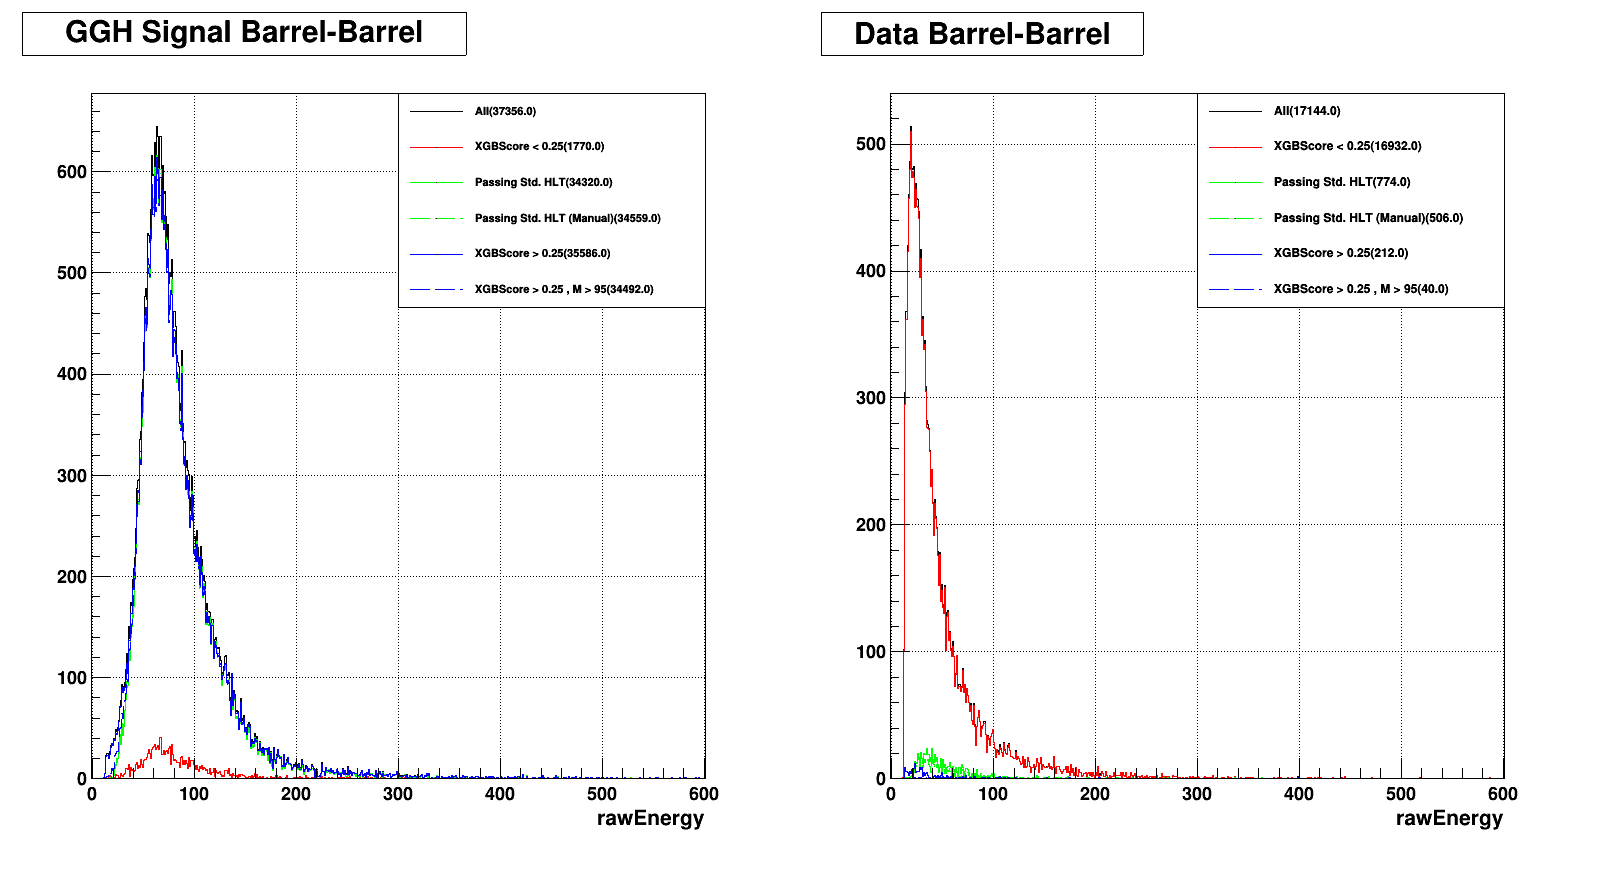 GGH Signal Barrel-Barrel
All(37356.0)
XGBScore < 0.25(1770.0)
Passing Std. HLT(34320.0)
Passing Std. HLT (Manual)(34559.0)
XGBScore > 0.25(35586.0)
XGBScore > 0.25 , M > 95(34492.0)
600
500
400
300
200
100
0
0 100 200 300 400 500 600
rawEnergy
Data Barrel-Barrel
All(17144.0)
XGBScore < 0.25(16932.0)
Passing Std. HLT(774.0)
Passing Std. HLT (Manual)(506.0)
XGBScore > 0.25(212.0)
XGBScore > 0.25 , M > 95(40.0)
500
400
300
200
100
0
0 100 200 300 400 500 600
rawEnergy